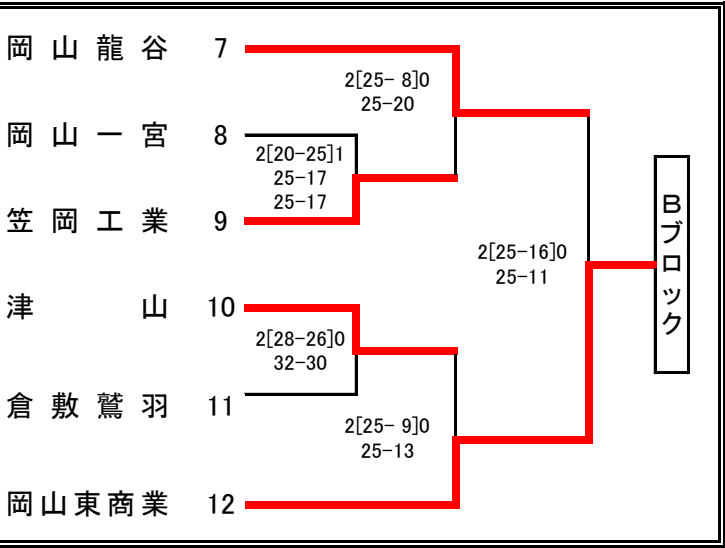 岡山龍谷 7
2[25- 8]0
25-20
岡山一宮 8
2[20-25]1
25-17
25-17
笠岡工業 9
2[25-16]0
25-11
Bブロック
津山 10
2[28-26]0
32-30
倉敷鷲羽 11
2[25- 9]0
25-13
岡山東商業 12